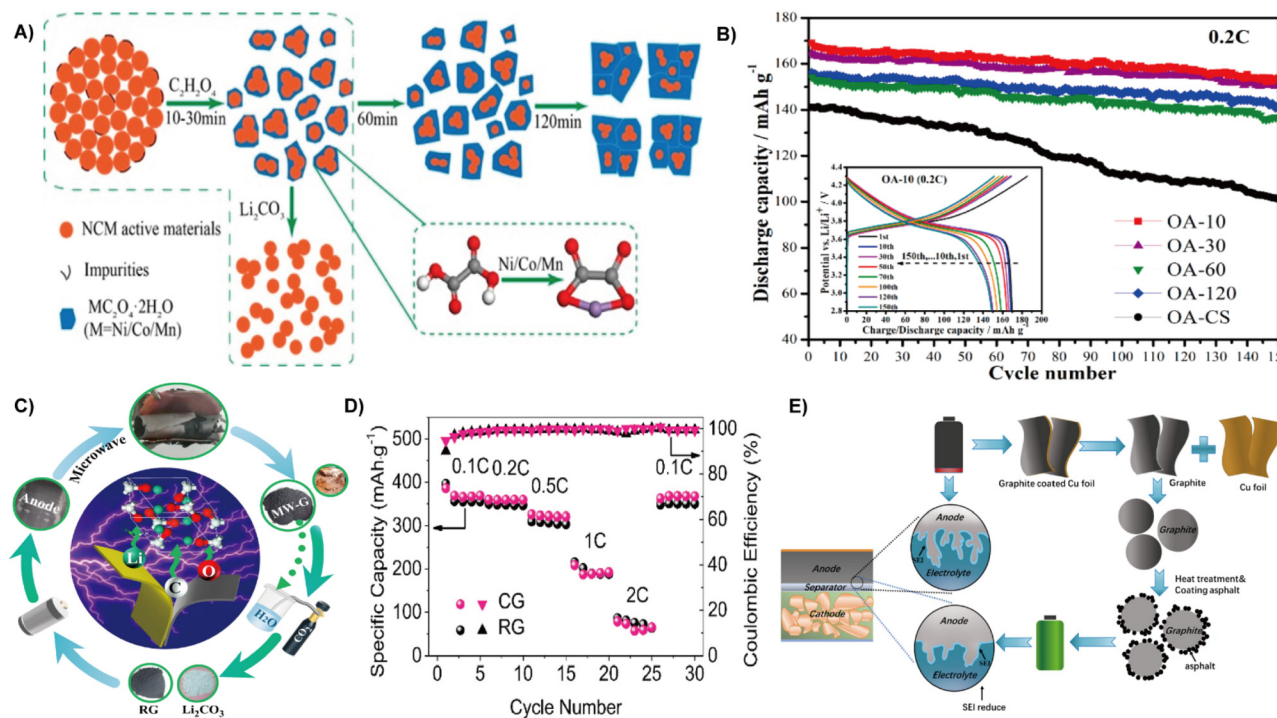 A)
C₂H₂O₄
10-30min
60min
120min
Li₂CO₃
NCM active materials
Impurities
MC₂O₄·2H₂O
(M=Ni/Co/Mn)
Ni/Co/Mn
B)
0.2C
Discharge capacity / mAh g⁻¹
180
160
140
120
100
80
60
40
0 10 20 30 40 50 60 70 80 90 100 110 120 130 140 150
Cycle number
OA-10
OA-30
OA-60
OA-120
OA-CS
OA-10 (0.2C)
Potential vs. Li/Li⁺ / V
4.4
4.0
3.6
3.2
2.8
1st
10th
30th
50th
70th
100th
120th
150th
150th,...10th,1st
0 20 40 60 80 100 120 140 160 180 200
Charge/Discharge capacity / mAh g⁻¹
C)
Microwave
Anode
MW-G
Li
C
O
H₂O
CO₂
RG
Li₂CO₃
D)
Specific Capacity (mAh·g⁻¹)
500
400
300
200
100
0
0.1C
0.2C
0.5C
1C
2C
0.1C
CG
RG
0 5 10 15 20 25 30
Cycle Number
100
80
60
40
20
0
Coulombic Efficiency (%)
E)
Graphite coated Cu foil
Graphite
Cu foil
Anode
SEI
Electrolyte
Graphite
Heat treatment&
Coating asphalt
Anode
Separator
Cathode
Anode
SEI
Electrolyte
SEI reduce
Graphite
asphalt